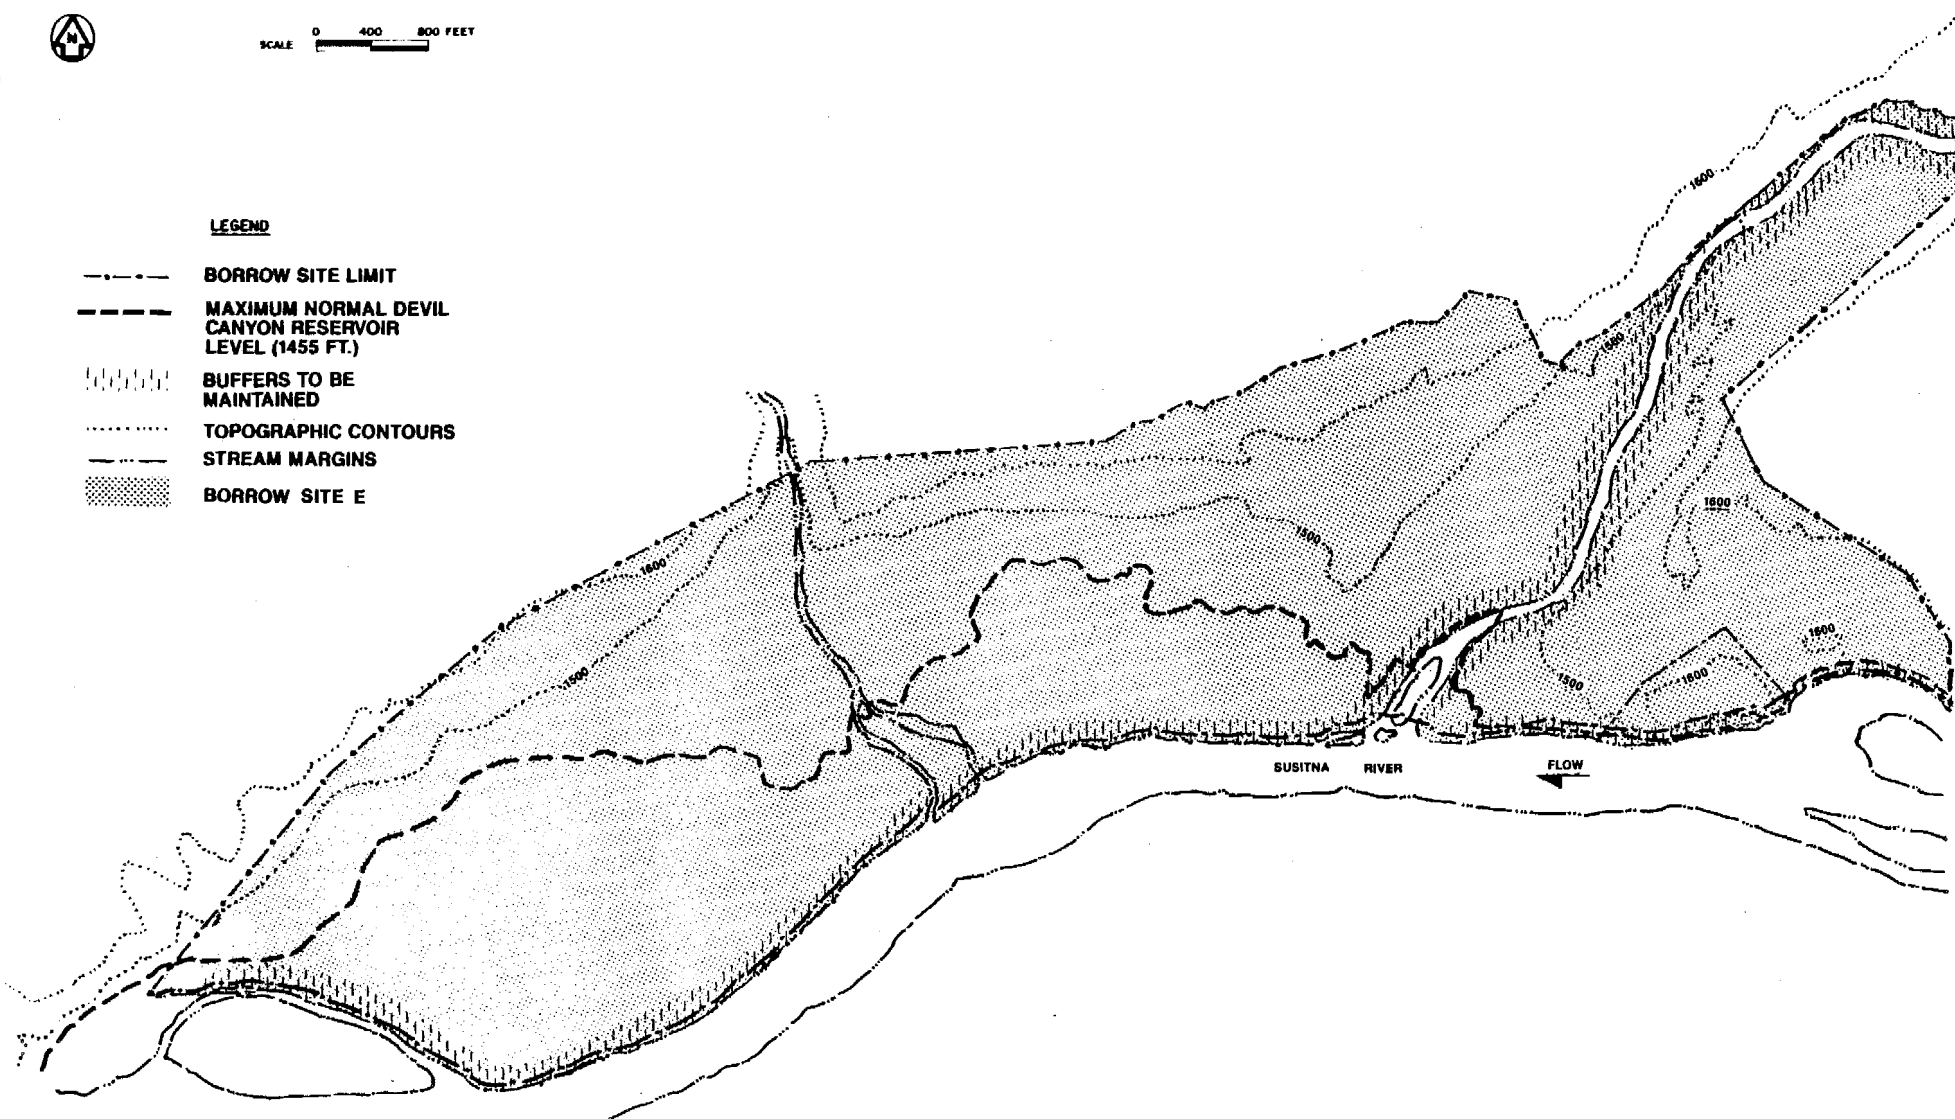 N
SCALE
0 400 800 FEET
LEGEND
BORROW SITE LIMIT
MAXIMUM NORMAL DEVIL
CANYON RESERVOIR
LEVEL (1455 FT.)
BUFFERS TO BE
MAINTAINED
TOPOGRAPHIC CONTOURS
STREAM MARGINS
BORROW SITE E
1600
1600
1500
1600
1500
1600
1500
1600
SUSITNA RIVER
FLOW